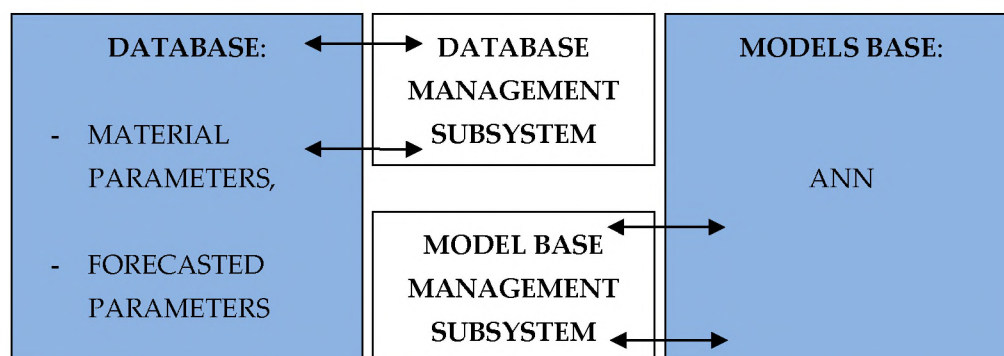 DATABASE:
- MATERIAL
PARAMETERS,
- FORECASTED
PARAMETERS
DATABASE
MANAGEMENT
SUBSYSTEM
MODEL BASE
MANAGEMENT
SUBSYSTEM
MODELS BASE:
ANN